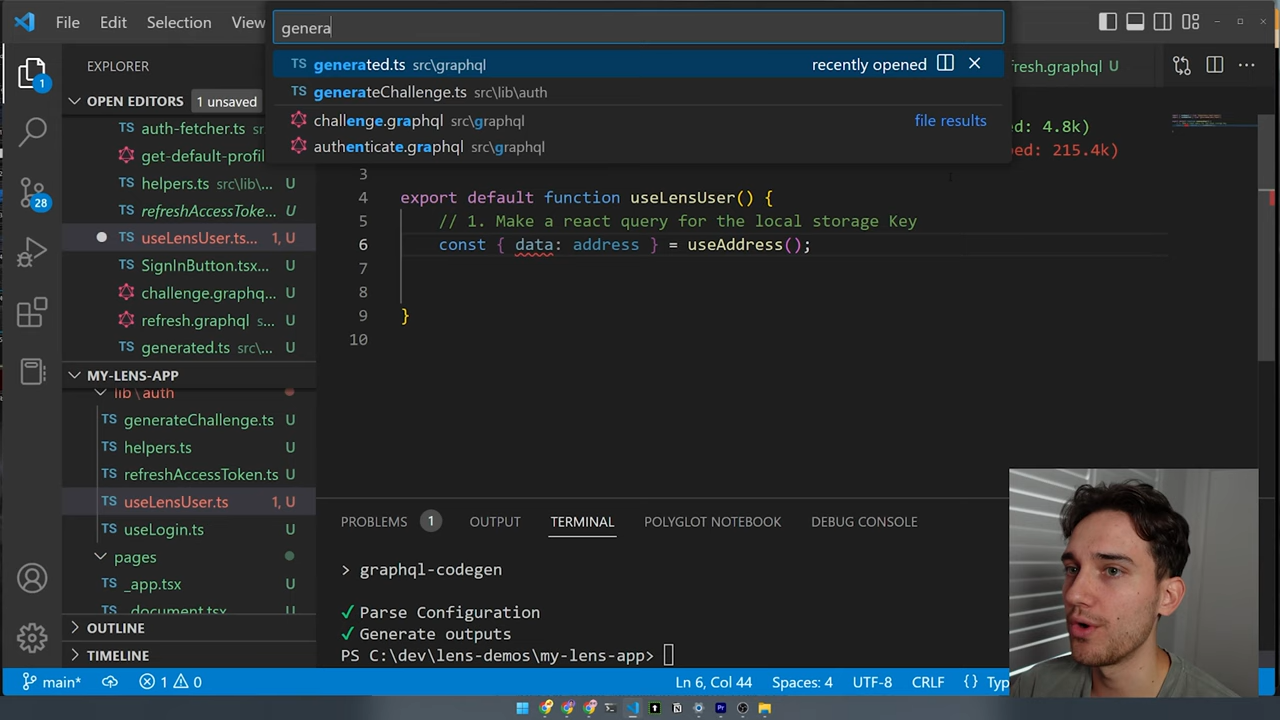 File Edit Selection View
genera
generated.ts src\graphql recently opened
generateChallenge.ts src\lib\auth
challenge.graphql src\graphql file results
authenticate.graphql src\graphql
fresh.graphql U
EXPLORER
OPEN EDITORS 1 unsaved
TS auth-fetcher.ts sr...
get-default-profil...
TS helpers.ts src\lib\... U
TS refreshAccessToke... U
TS useLensUser.ts... 1, U
TS SignInButton.tsx... U
challenge.graphq... U
refresh.graphql s... U
TS generated.ts src\... U
MY-LENS-APP
lib \ auth
TS generateChallenge.ts U
TS helpers.ts U
TS refreshAccessToken.ts U
TS useLensUser.ts 1, U
TS useLogin.ts U
pages
TS _app.tsx U
TS _document.tsx U
OUTLINE
TIMELINE
ed: 4.8k)
ped: 215.4k)
3
4 export default function useLensUser() {
5 // 1. Make a react query for the local storage Key
6 const { data: address } = useAddress();
7
8
9 }
10
PROBLEMS 1 OUTPUT TERMINAL POLYGLOT NOTEBOOK DEBUG CONSOLE
> graphql-codegen
✓ Parse Configuration
✓ Generate outputs
PS C:\dev\lens-demos\my-lens-app>
1
28
main* 1 0 Ln 6, Col 44 Spaces: 4 UTF-8 CRLF {} Typ